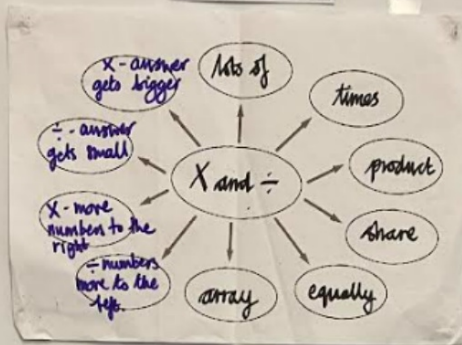 X - answer
gets bigger
lots of
times
÷ - answer
gets small
product
X and ÷
X - more
numbers to the
right
share
÷ numbers
more to the
left
array
equally